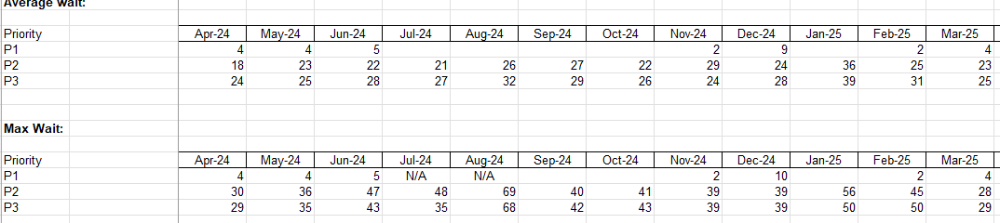 Average wait:
Priority Apr-24 May-24 Jun-24 Jul-24 Aug-24 Sep-24 Oct-24 Nov-24 Dec-24 Jan-25 Feb-25 Mar-25
P1 4 4 5 2 9 2 4
P2 18 23 22 21 26 27 22 29 24 36 25 23
P3 24 25 28 27 32 29 26 24 28 39 31 25
Max Wait:
Priority Apr-24 May-24 Jun-24 Jul-24 Aug-24 Sep-24 Oct-24 Nov-24 Dec-24 Jan-25 Feb-25 Mar-25
P1 4 4 5 N/A N/A 2 10 2 4
P2 30 36 47 48 69 40 41 39 39 56 45 28
P3 29 35 43 35 68 42 43 39 39 50 50 29